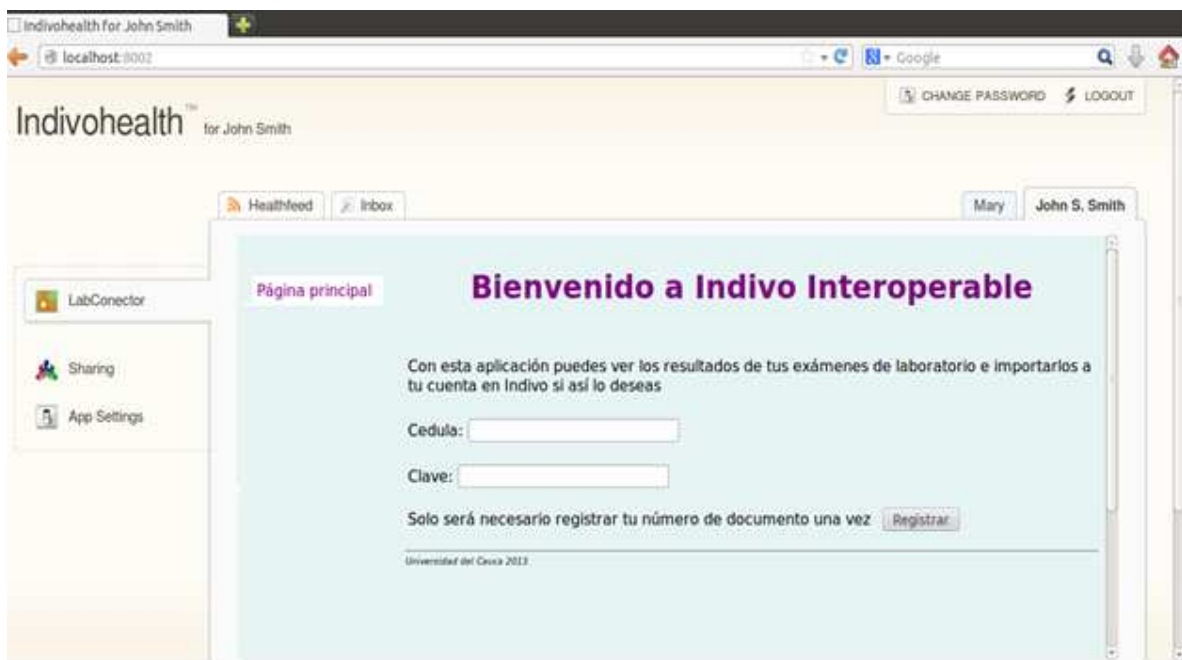 Indivohealth for John Smith
localhost:8002
Google
CHANGE PASSWORD LOGOUT
Indivohealth™ for John Smith
Healthfeed Inbox Mary John S. Smith
LabConector
Sharing
App Settings
Página principal
Bienvenido a Indivo Interoperable
Con esta aplicación puedes ver los resultados de tus exámenes de laboratorio e importarlos a
tu cuenta en Indivo si así lo deseas
Cedula:
Clave:
Solo será necesario registrar tu número de documento una vez Registrar
Universidad del Cauca 2013